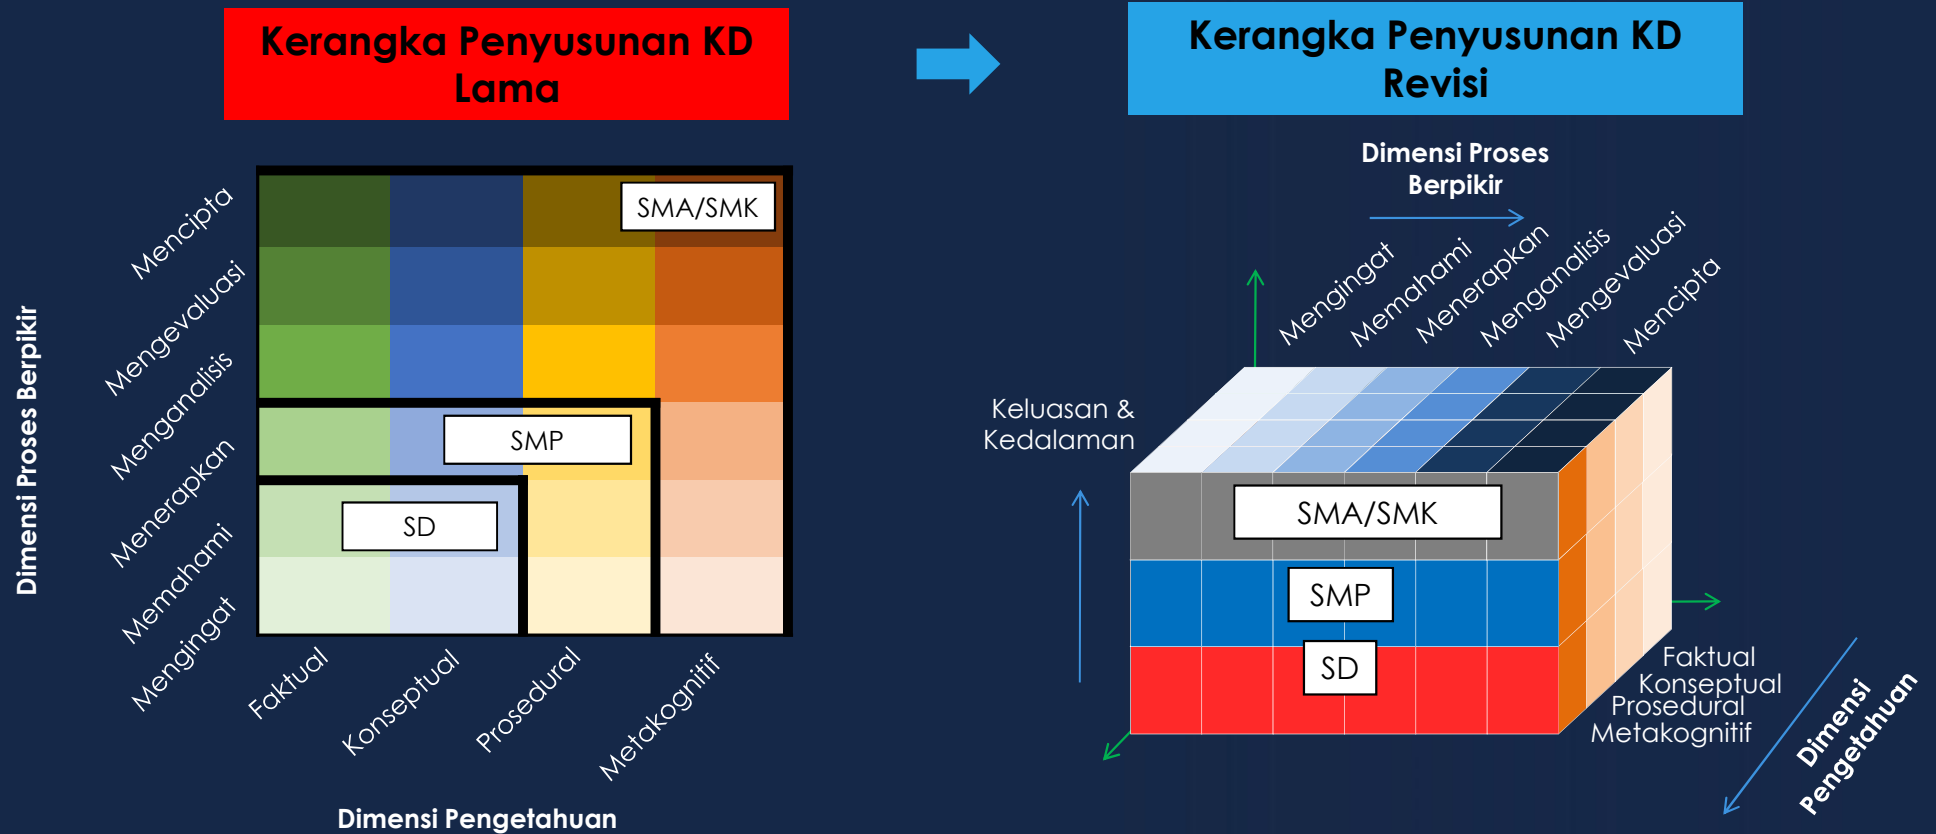 Kerangka Penyusunan KD
Lama
Kerangka Penyusunan KD
Revisi
Dimensi Proses Berpikir
Mencipta
Mengevaluasi
Menganalisis
Menerapkan
Memahami
Mengingat
SMA/SMK
SMP
SD
Faktual
Konseptual
Prosedural
Metakognitif
Dimensi Pengetahuan
Dimensi Proses
Berpikir
Mengingat
Memahami
Menerapkan
Menganalisis
Mengevaluasi
Mencipta
Keluasan &
Kedalaman
SMA/SMK
SMP
SD
Faktual
Konseptual
Prosedural
Metakognitif
Dimensi
Pengetahuan